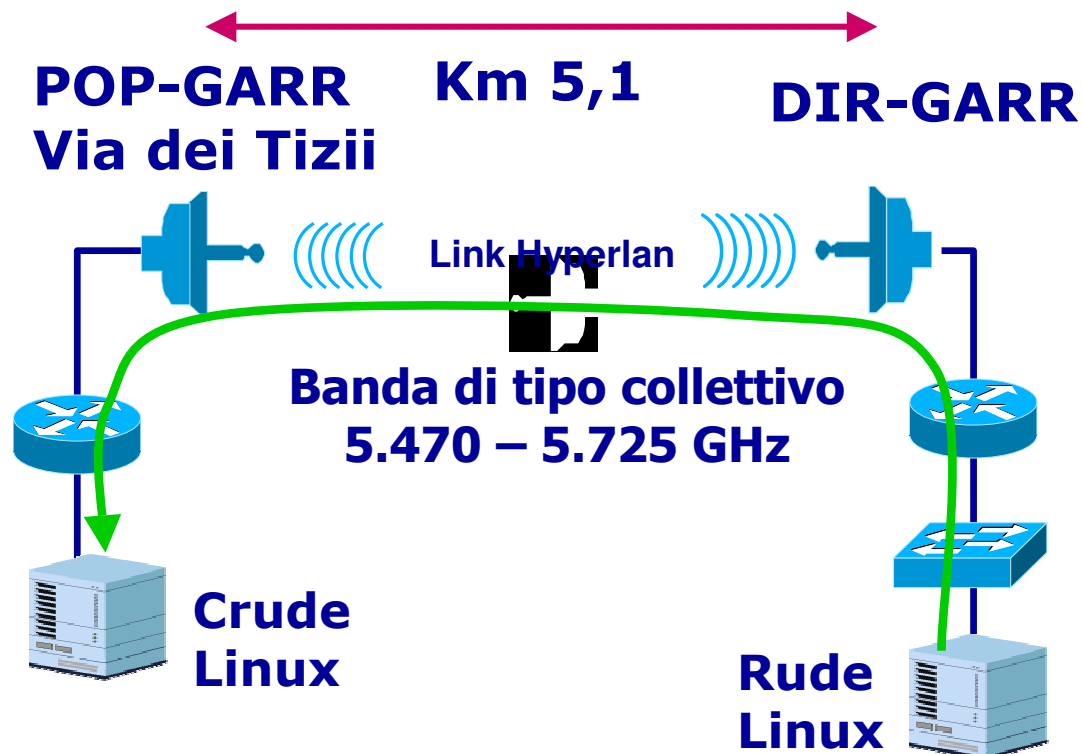 Km 5,1
POP-GARR
Via dei Tizii
DIR-GARR
Link Hyperlan
Banda di tipo collettivo
5.470 – 5.725 GHz
Crude
Linux
Rude
Linux